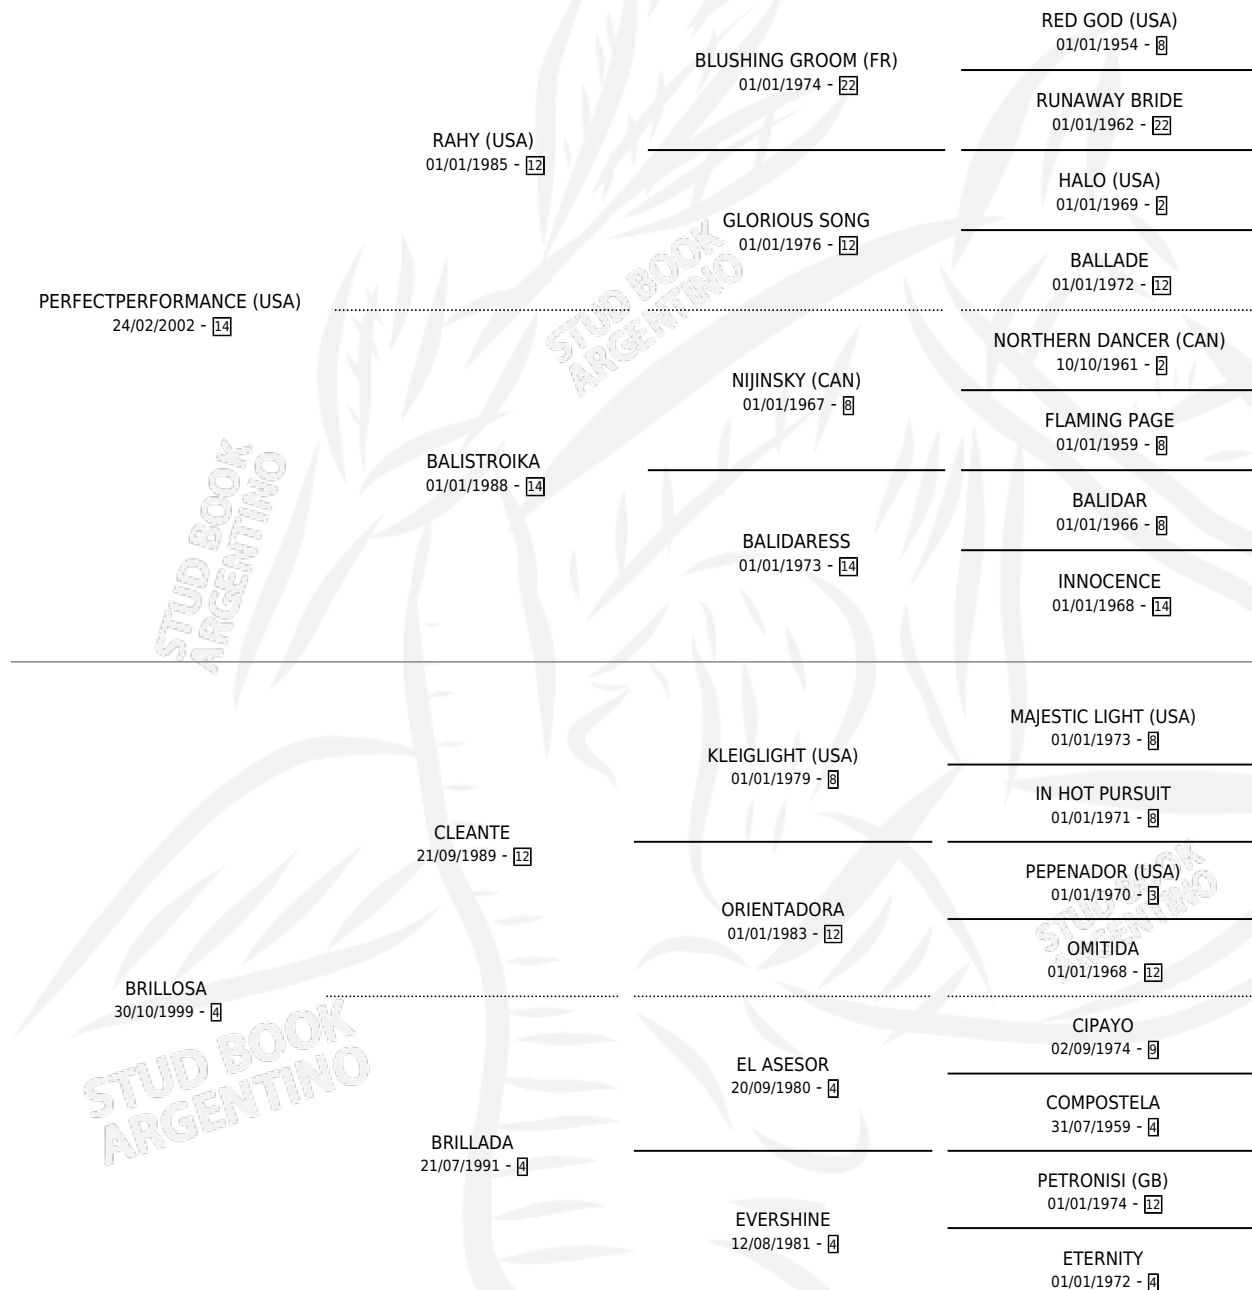 RED GOD (USA)
01/01/1954 - 8
BLUSHING GROOM (FR)
01/01/1974 - 22
RUNAWAY BRIDE
01/01/1962 - 22
RAHY (USA)
01/01/1985 - 12
HALO (USA)
01/01/1969 - 2
GLORIOUS SONG
01/01/1976 - 12
BALLADE
01/01/1972 - 12
PERFECTPERFORMANCE (USA)
24/02/2002 - 14
NORTHERN DANCER (CAN)
10/10/1961 - 2
NIJINSKY (CAN)
01/01/1967 - 8
FLAMING PAGE
01/01/1959 - 8
BALISTROIKA
01/01/1988 - 14
BALIDAR
01/01/1966 - 8
BALIDARESS
01/01/1973 - 14
INNOCENCE
01/01/1968 - 14
MAJESTIC LIGHT (USA)
01/01/1973 - 8
KLEIGLIGHT (USA)
01/01/1979 - 8
IN HOT PURSUIT
01/01/1971 - 8
CLEANTE
21/09/1989 - 12
PEPENADOR (USA)
01/01/1970 - 3
ORIENTADORA
01/01/1983 - 12
OMITIDA
01/01/1968 - 12
BRILLOSA
30/10/1999 - 4
CIPAYO
02/09/1974 - 9
EL ASESOR
20/09/1980 - 4
COMPOSTELA
31/07/1959 - 4
BRILLADA
21/07/1991 - 4
PETRONISI (GB)
01/01/1974 - 12
EVERSHINE
12/08/1981 - 4
ETERNITY
01/01/1972 - 4
STUD BOOK
ARGENTINO
STUD BOOK
ARGENTINO
STUD BOOK
ARGENTINO
STUD BOOK
ARGENTINO